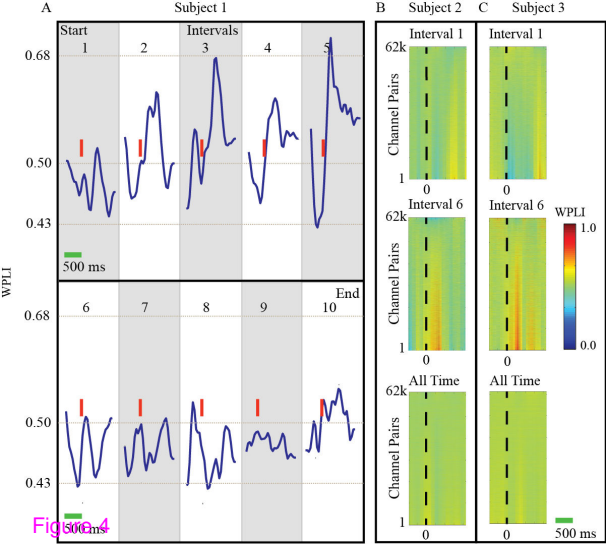 A Subject 1 B Subject 2 C Subject 3
Start Intervals
1 2 3 4 5
0.68
0.50
0.43
500 ms
WPLI
End
6 7 8 9 10
0.68
0.50
0.43
500 ms
Figure 4
Interval 1
62k
Channel Pairs
1
0
Interval 1
0
Interval 6
62k
Channel Pairs
1
0
Interval 6
0
WPLI
1.0
0.0
All Time
62k
Channel Pairs
1
0
All Time
0
500 ms